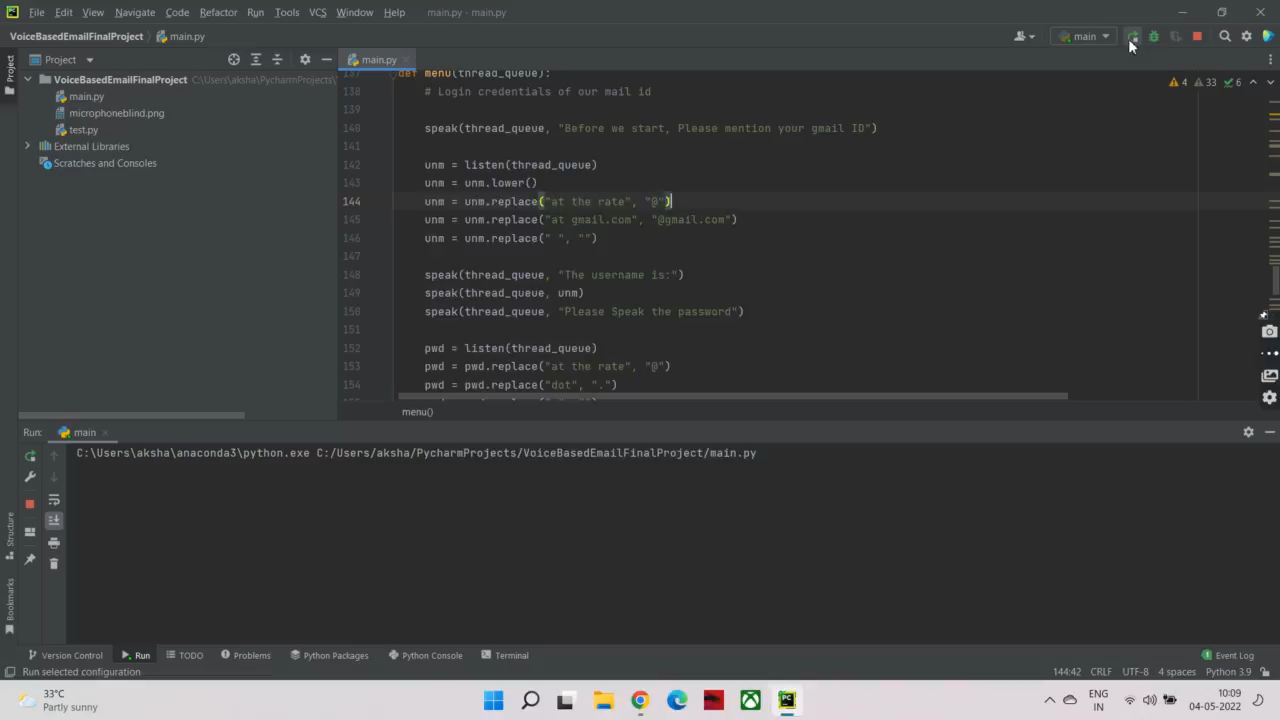 File Edit View Navigate Code Refactor Run Tools VCS Window Help main.py - main.py
VoiceBasedEmailFinalProject main.py main
Project main.py
VoiceBasedEmailFinalProject C:\Users\aksha\PycharmProjects\
main.py
microphoneblind.png
test.py
External Libraries
Scratches and Consoles
4 33 6
137 def menu(thread_queue):
138 # Login credentials of our mail id
139
140 speak(thread_queue, "Before we start, Please mention your gmail ID")
141
142 unm = listen(thread_queue)
143 unm = unm.lower()
144 unm = unm.replace("at the rate", "@")
145 unm = unm.replace("at gmail.com", "@gmail.com")
146 unm = unm.replace(" ", "")
147
148 speak(thread_queue, "The username is:")
149 speak(thread_queue, unm)
150 speak(thread_queue, "Please Speak the password")
151
152 pwd = listen(thread_queue)
153 pwd = pwd.replace("at the rate", "@")
154 pwd = pwd.replace("dot", ".")
menu()
Project
Structure
Bookmarks
Run: main
C:\Users\aksha\anaconda3\python.exe C:/Users/aksha/PycharmProjects/VoiceBasedEmailFinalProject/main.py
Version Control Run TODO Problems Python Packages Python Console Terminal Event Log
Run selected configuration 144:42 CRLF UTF-8 4 spaces Python 3.9
33°C
Partly sunny
ENG
IN
10:09
04-05-2022